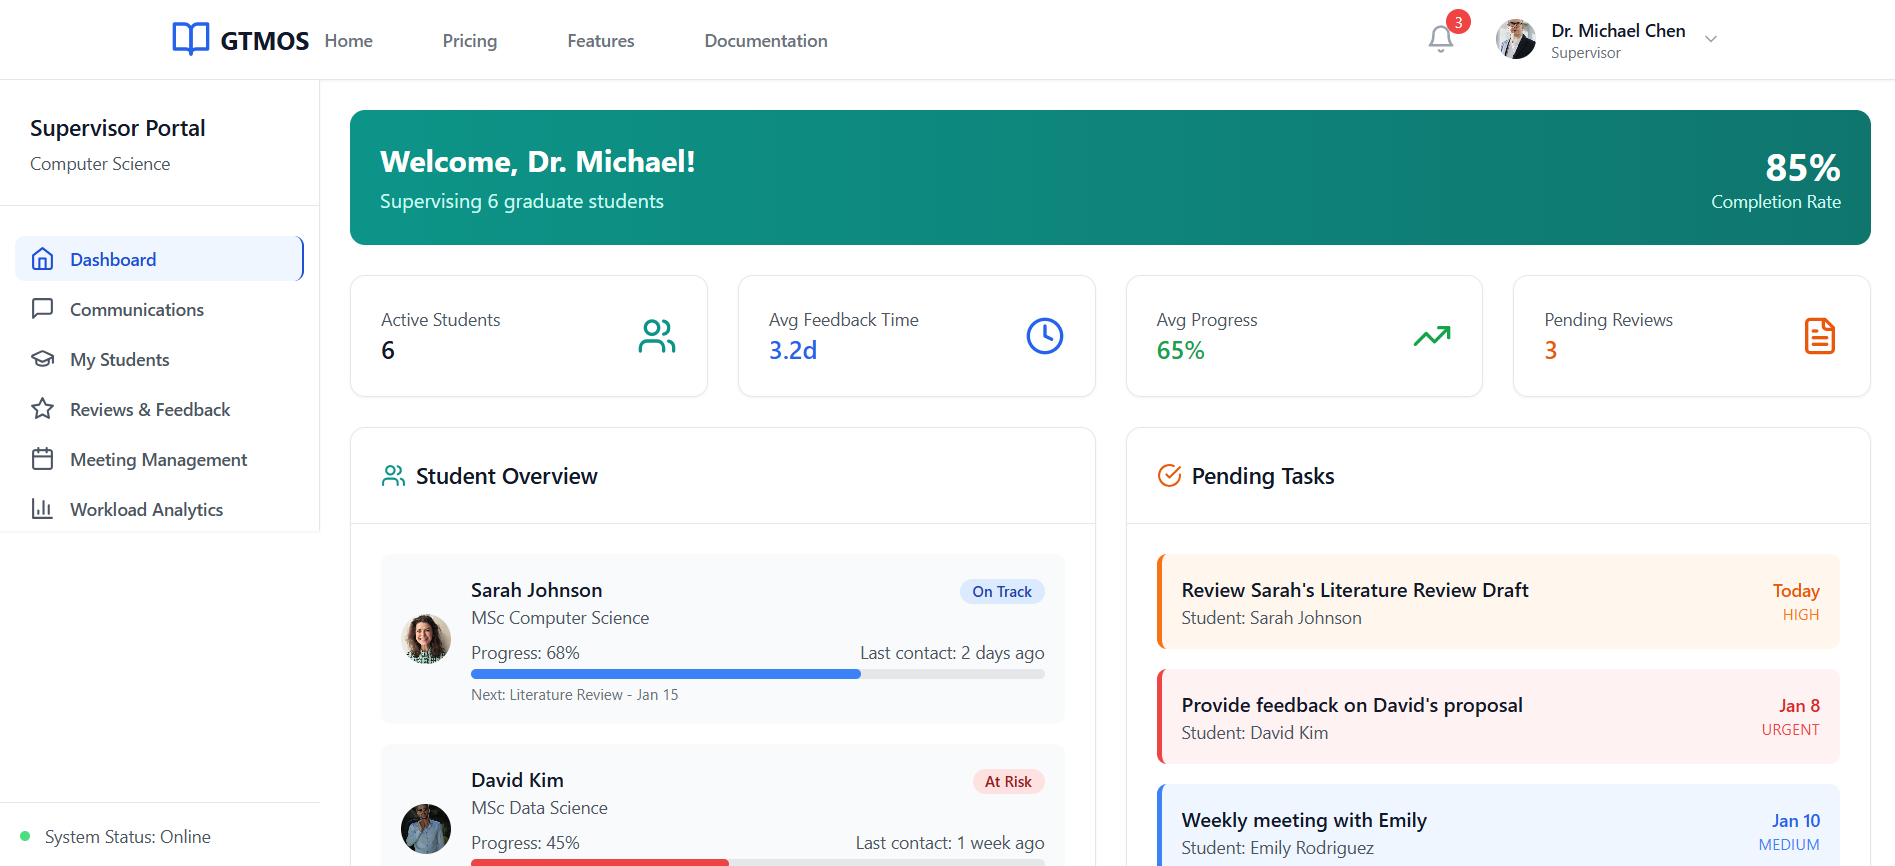 GTMOS
Home
Pricing
Features
Documentation
3
Dr. Michael Chen
Supervisor
Supervisor Portal
Computer Science
Dashboard
Communications
My Students
Reviews & Feedback
Meeting Management
Workload Analytics
System Status: Online
Welcome, Dr. Michael!
Supervising 6 graduate students
85%
Completion Rate
Active Students
6
Avg Feedback Time
3.2d
Avg Progress
65%
Pending Reviews
3
Student Overview
Sarah Johnson
On Track
MSc Computer Science
Progress: 68%
Last contact: 2 days ago
Next: Literature Review - Jan 15
David Kim
At Risk
MSc Data Science
Progress: 45%
Last contact: 1 week ago
Pending Tasks
Review Sarah's Literature Review Draft
Today
Student: Sarah Johnson
HIGH
Provide feedback on David's proposal
Jan 8
Student: David Kim
URGENT
Weekly meeting with Emily
Jan 10
Student: Emily Rodriguez
MEDIUM